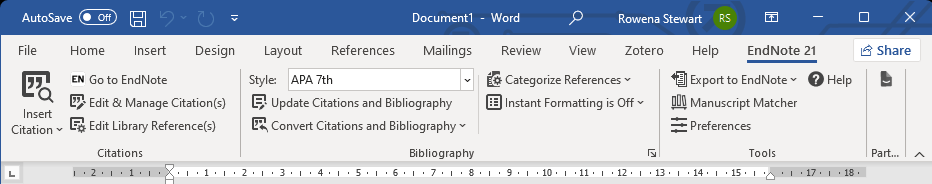 AutoSave Off Document1 - Word Rowena Stewart RS
File Home Insert Design Layout References Mailings Review View Zotero Help EndNote 21 Share
Insert Citation
EN Go to EndNote
Edit & Manage Citation(s)
Edit Library Reference(s)
Citations
Style: APA 7th
Update Citations and Bibliography
Convert Citations and Bibliography
Categorize References
Instant Formatting is Off
Bibliography
Export to EndNote
? Help
Manuscript Matcher
Preferences
Tools
Part...
L 2 1 1 2 3 4 5 6 7 8 9 10 11 12 13 14 15 17 18